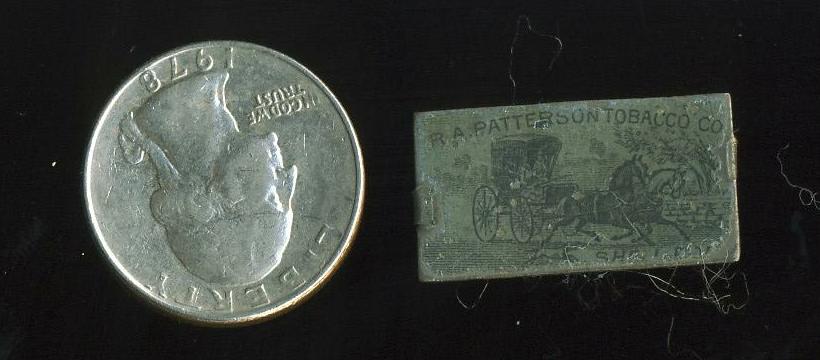 1978
IN GOD WE
TRUST
LIBERTY
R.A. PATTERSON TOBACCO CO